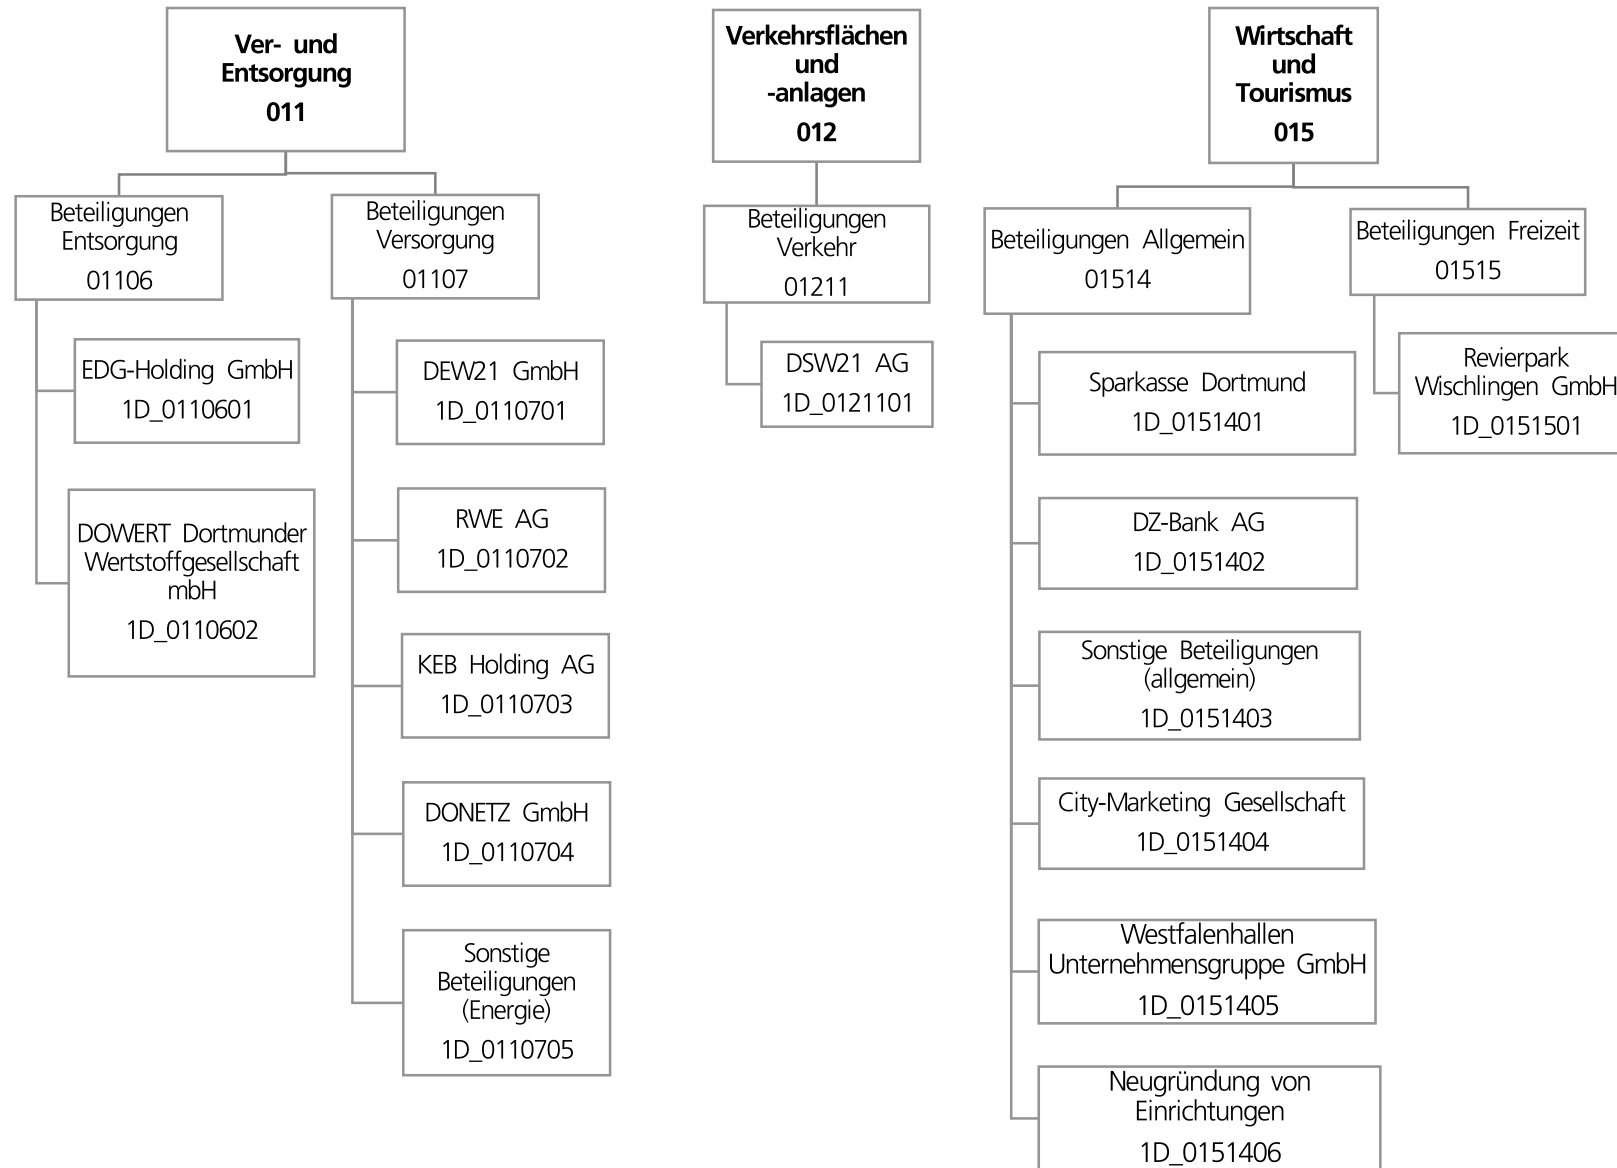 Ver- und
Entsorgung
011
Beteiligungen
Entsorgung
01106
EDG-Holding GmbH
1D_0110601
DOWERT Dortmunder
Wertstoffgesellschaft
mbH
1D_0110602
Beteiligungen
Versorgung
01107
DEW21 GmbH
1D_0110701
RWE AG
1D_0110702
KEB Holding AG
1D_0110703
DONETZ GmbH
1D_0110704
Sonstige
Beteiligungen
(Energie)
1D_0110705
Verkehrsflächen
und
-anlagen
012
Beteiligungen
Verkehr
01211
DSW21 AG
1D_0121101
Wirtschaft
und
Tourismus
015
Beteiligungen Allgemein
01514
Sparkasse Dortmund
1D_0151401
DZ-Bank AG
1D_0151402
Sonstige Beteiligungen
(allgemein)
1D_0151403
City-Marketing Gesellschaft
1D_0151404
Westfalenhallen
Unternehmensgruppe GmbH
1D_0151405
Neugründung von
Einrichtungen
1D_0151406
Beteiligungen Freizeit
01515
Revierpark
Wischlingen GmbH
1D_0151501